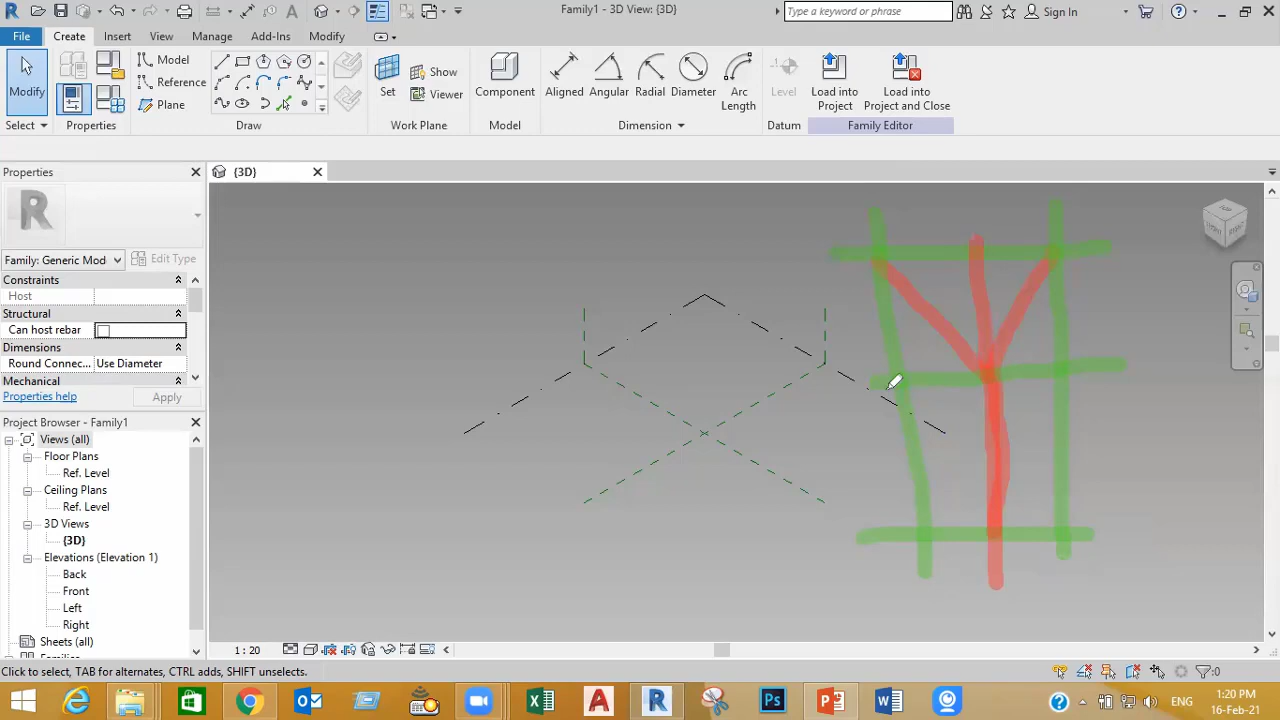 Family1 - 3D View: {3D}
Type a keyword or phrase
Sign In
File Create Insert View Manage Add-Ins Modify
Modify
Select
Properties
Model
Reference
Plane
Draw
Set
Show
Viewer
Work Plane
Component
Model
Aligned Angular Radial Diameter Arc Length
Dimension
Level
Datum
Load into Project
Load into Project and Close
Family Editor
Properties
{3D}
R
Family: Generic Mod
Edit Type
Constraints
Host
Structural
Can host rebar
Dimensions
Round Connec... Use Diameter
Mechanical
Properties help
Apply
Project Browser - Family1
Views (all)
Floor Plans
Ref. Level
Ceiling Plans
Ref. Level
3D Views
{3D}
Elevations (Elevation 1)
Back
Front
Left
Right
Sheets (all)
1 : 20
Click to select, TAB for alternates, CTRL adds, SHIFT unselects.
:0
ENG
1:20 PM
16-Feb-21